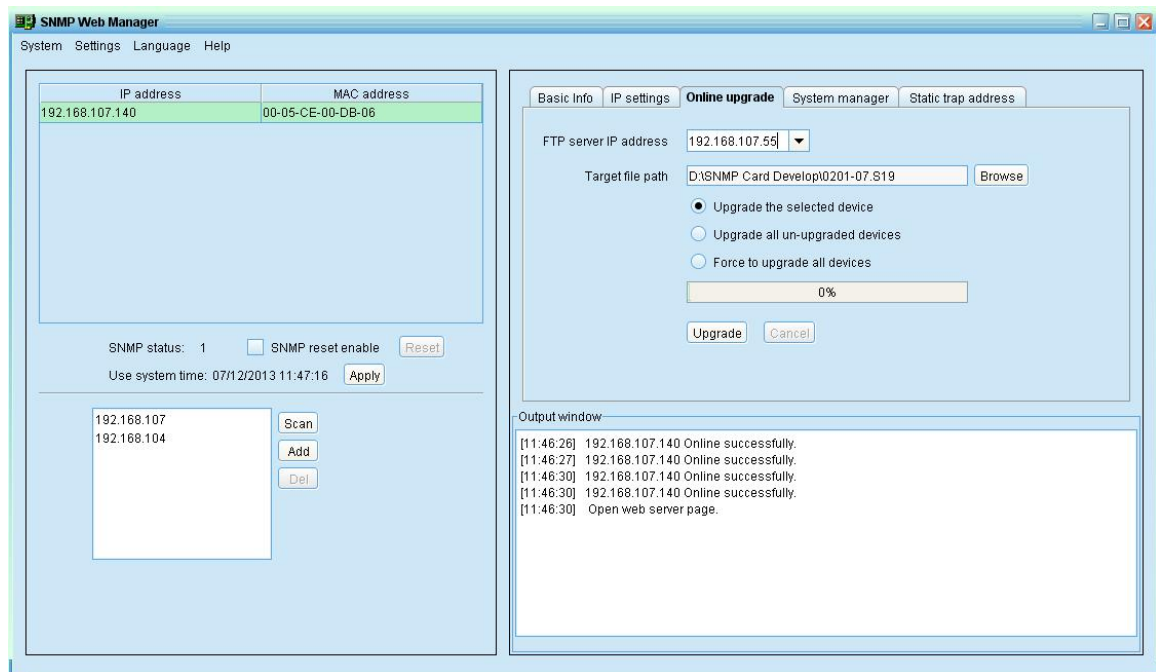 SNMP Web Manager
System Settings Language Help
IP address MAC address
192.168.107.140 00-05-CE-00-DB-06
SNMP status: 1 SNMP reset enable Reset
Use system time: 07/12/2013 11:47:16 Apply
192.168.107
192.168.104
Scan
Add
Del
Basic Info IP settings Online upgrade System manager Static trap address
FTP server IP address 192.168.107.55
Target file path D:\SNMP Card Develop\0201-07.S19 Browse
Upgrade the selected device
Upgrade all un-upgraded devices
Force to upgrade all devices
0%
Upgrade Cancel
Output window
[11:46:26] 192.168.107.140 Online successfully.
[11:46:27] 192.168.107.140 Online successfully.
[11:46:30] 192.168.107.140 Online successfully.
[11:46:30] 192.168.107.140 Online successfully.
[11:46:30] Open web server page.